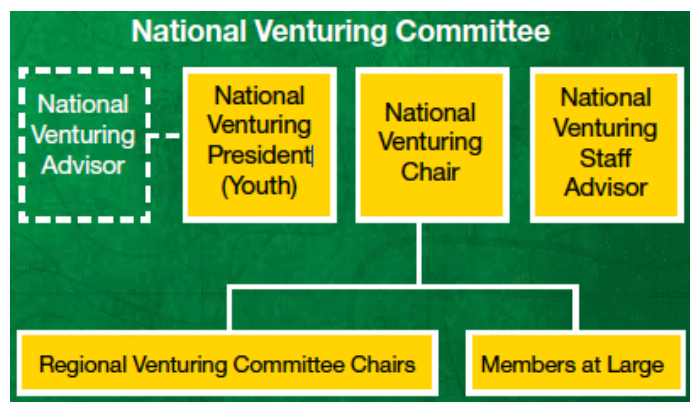 National Venturing Committee
National
Venturing
Advisor
National
Venturing
President
(Youth)
National
Venturing
Chair
National
Venturing
Staff
Advisor
Regional Venturing Committee Chairs
Members at Large